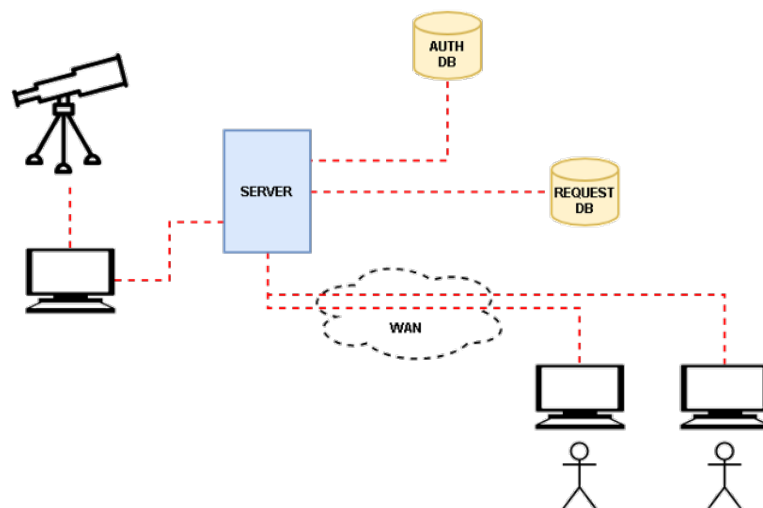 AUTH
DB
SERVER
REQUEST
DB
WAN